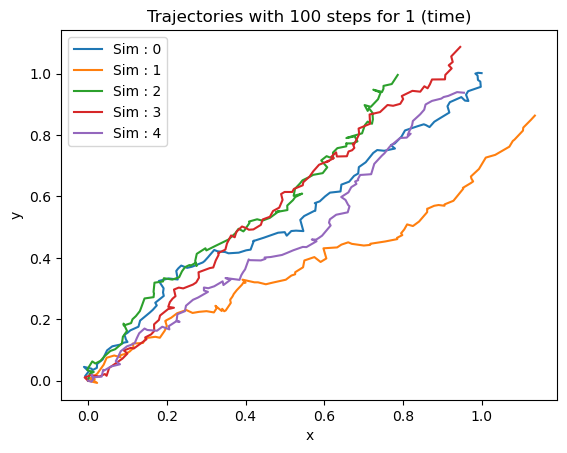 Trajectories with 100 steps for 1 (time)
Sim : 0
Sim : 1
Sim : 2
Sim : 3
Sim : 4
y
1.0
0.8
0.6
0.4
0.2
0.0
0.0 0.2 0.4 0.6 0.8 1.0
x